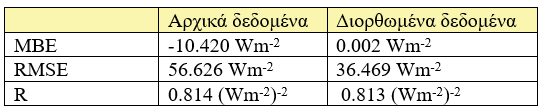 Αρχικά δεδομένα Διορθωμένα δεδομένα
MBE -10.420 Wm-2 0.002 Wm-2
RMSE 56.626 Wm-2 36.469 Wm-2
R 0.814 (Wm-2)-2 0.813 (Wm-2)-2